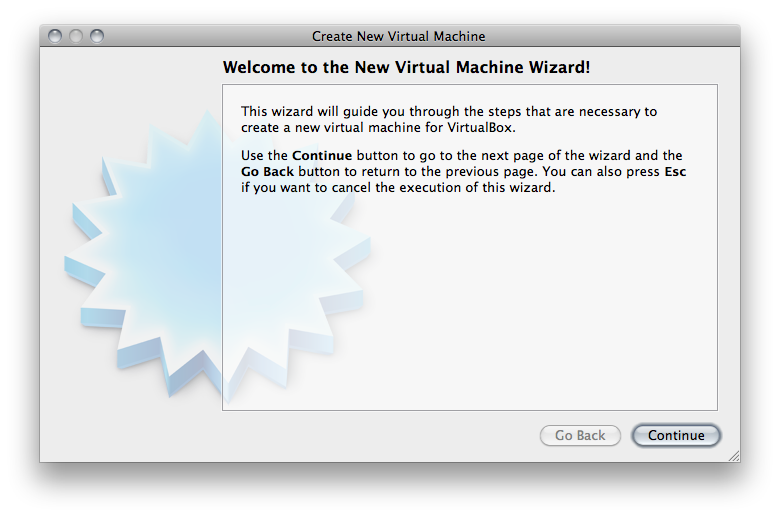 Create New Virtual Machine
Welcome to the New Virtual Machine Wizard!
This wizard will guide you through the steps that are necessary to
create a new virtual machine for VirtualBox.
Use the Continue button to go to the next page of the wizard and the
Go Back button to return to the previous page. You can also press Esc
if you want to cancel the execution of this wizard.
Go Back
Continue